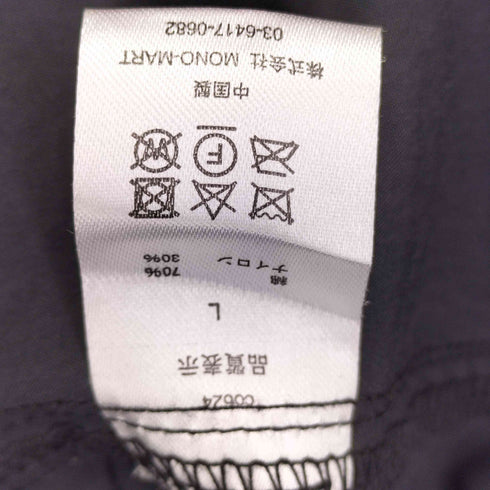 品質表示
L
綿 70%
ナイロン 30%
F W
中国製
株式会社 MONO-MART
03-6417-0682